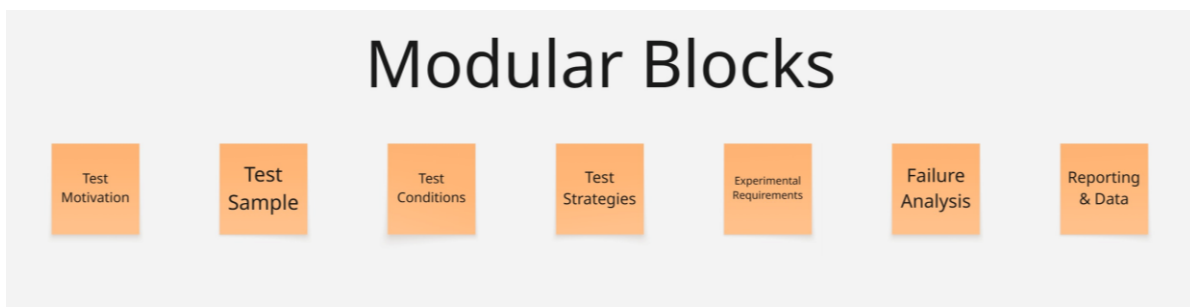 Modular Blocks
Test
Motivation
Test
Sample
Test
Conditions
Test
Strategies
Experimental
Requirements
Failure
Analysis
Reporting
& Data